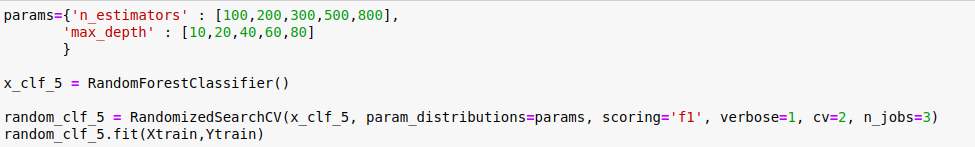 params={'n_estimators' : [100,200,300,500,800],
'max_depth' : [10,20,40,60,80]
}
x_clf_5 = RandomForestClassifier()
random_clf_5 = RandomizedSearchCV(x_clf_5, param_distributions=params, scoring='f1', verbose=1, cv=2, n_jobs=3)
random_clf_5.fit(Xtrain,Ytrain)